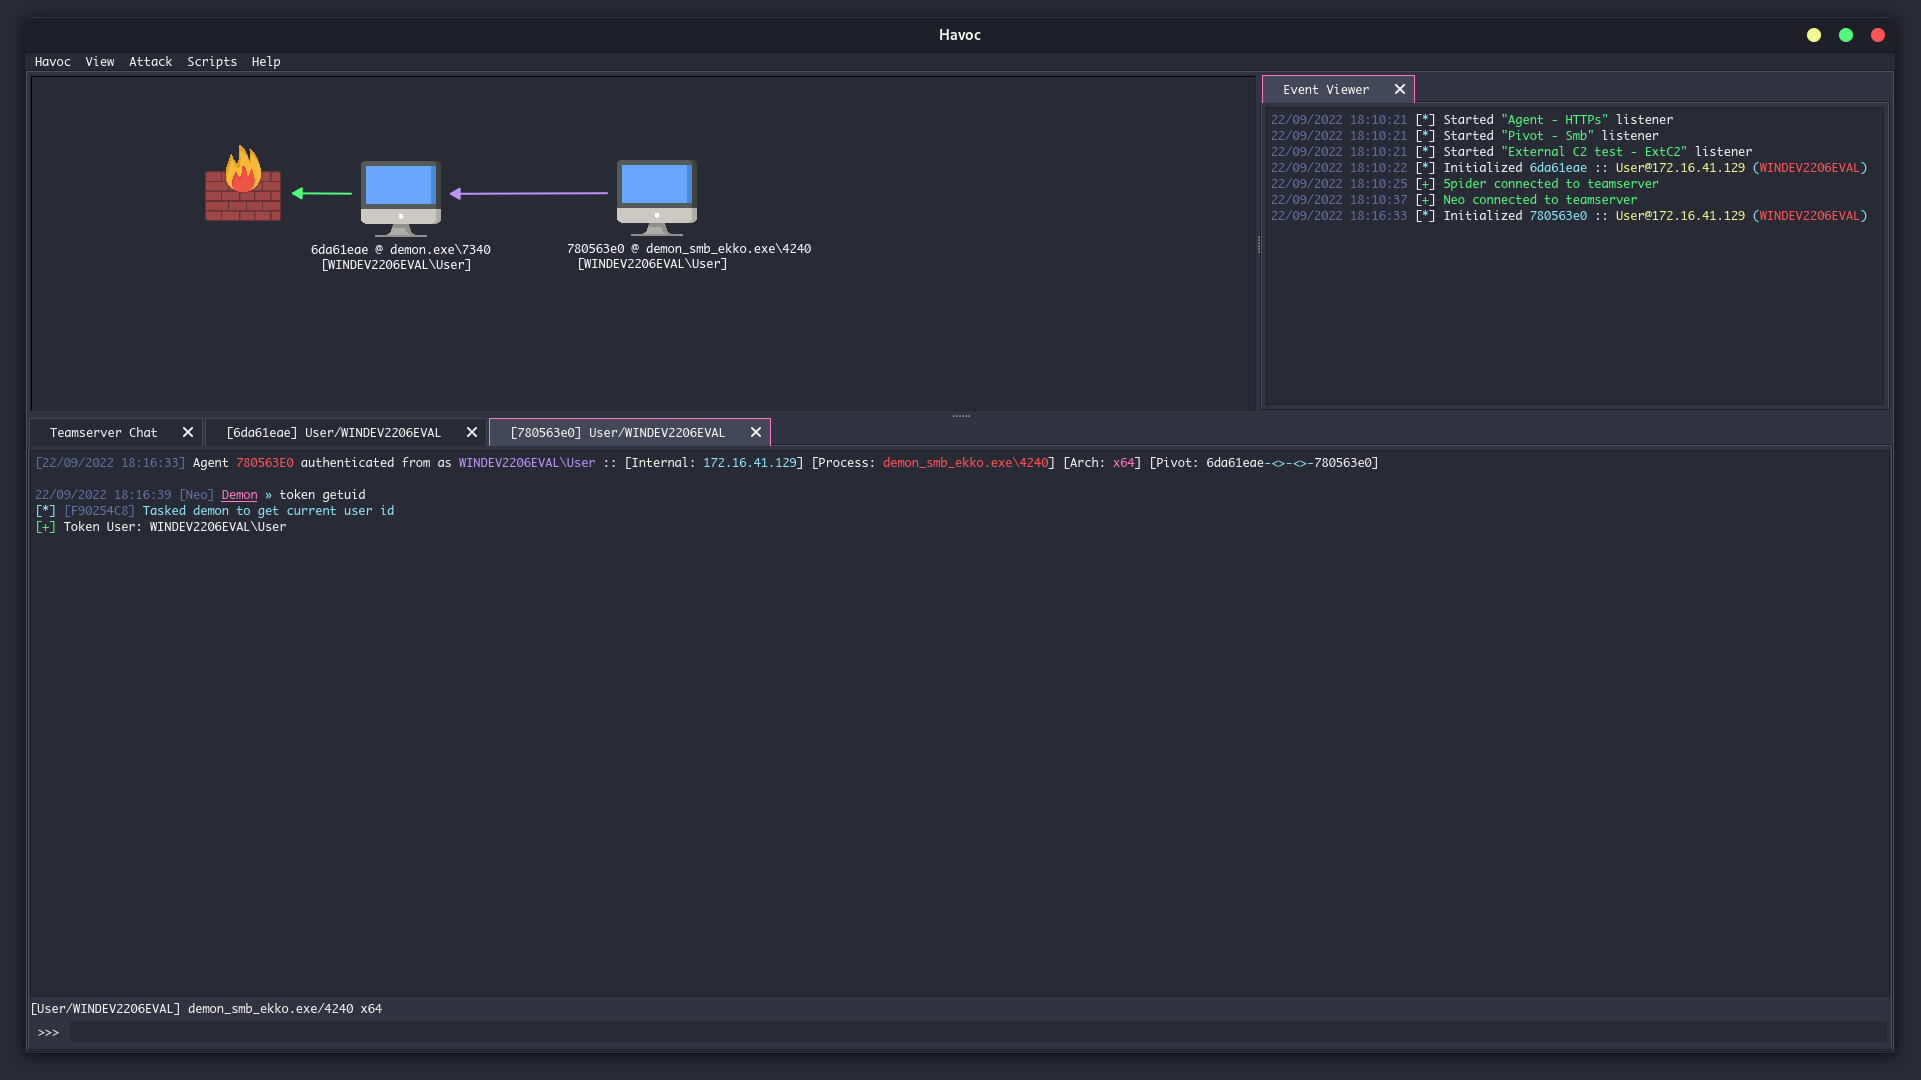 Havoc
Havoc View Attack Scripts Help
6da61eae @ demon.exe\7340
[WINDEV2206EVAL\User]
780563e0 @ demon_smb_ekko.exe\4240
[WINDEV2206EVAL\User]
Event Viewer
22/09/2022 18:10:21 [*] Started "Agent - HTTPs" listener
22/09/2022 18:10:21 [*] Started "Pivot - Smb" listener
22/09/2022 18:10:21 [*] Started "External C2 test - ExtC2" listener
22/09/2022 18:10:22 [*] Initialized 6da61eae :: User@172.16.41.129 (WINDEV2206EVAL)
22/09/2022 18:10:25 [+] 5pider connected to teamserver
22/09/2022 18:10:37 [+] Neo connected to teamserver
22/09/2022 18:16:33 [*] Initialized 780563e0 :: User@172.16.41.129 (WINDEV2206EVAL)
Teamserver Chat [6da61eae] User/WINDEV2206EVAL [780563e0] User/WINDEV2206EVAL
[22/09/2022 18:16:33] Agent 780563E0 authenticated from as WINDEV2206EVAL\User :: [Internal: 172.16.41.129] [Process: demon_smb_ekko.exe\4240] [Arch: x64] [Pivot: 6da61eae-<>-<>-780563e0]
22/09/2022 18:16:39 [Neo] Demon » token getuid
[*] [F90254C8] Tasked demon to get current user id
[+] Token User: WINDEV2206EVAL\User
[User/WINDEV2206EVAL] demon_smb_ekko.exe/4240 x64
>>>